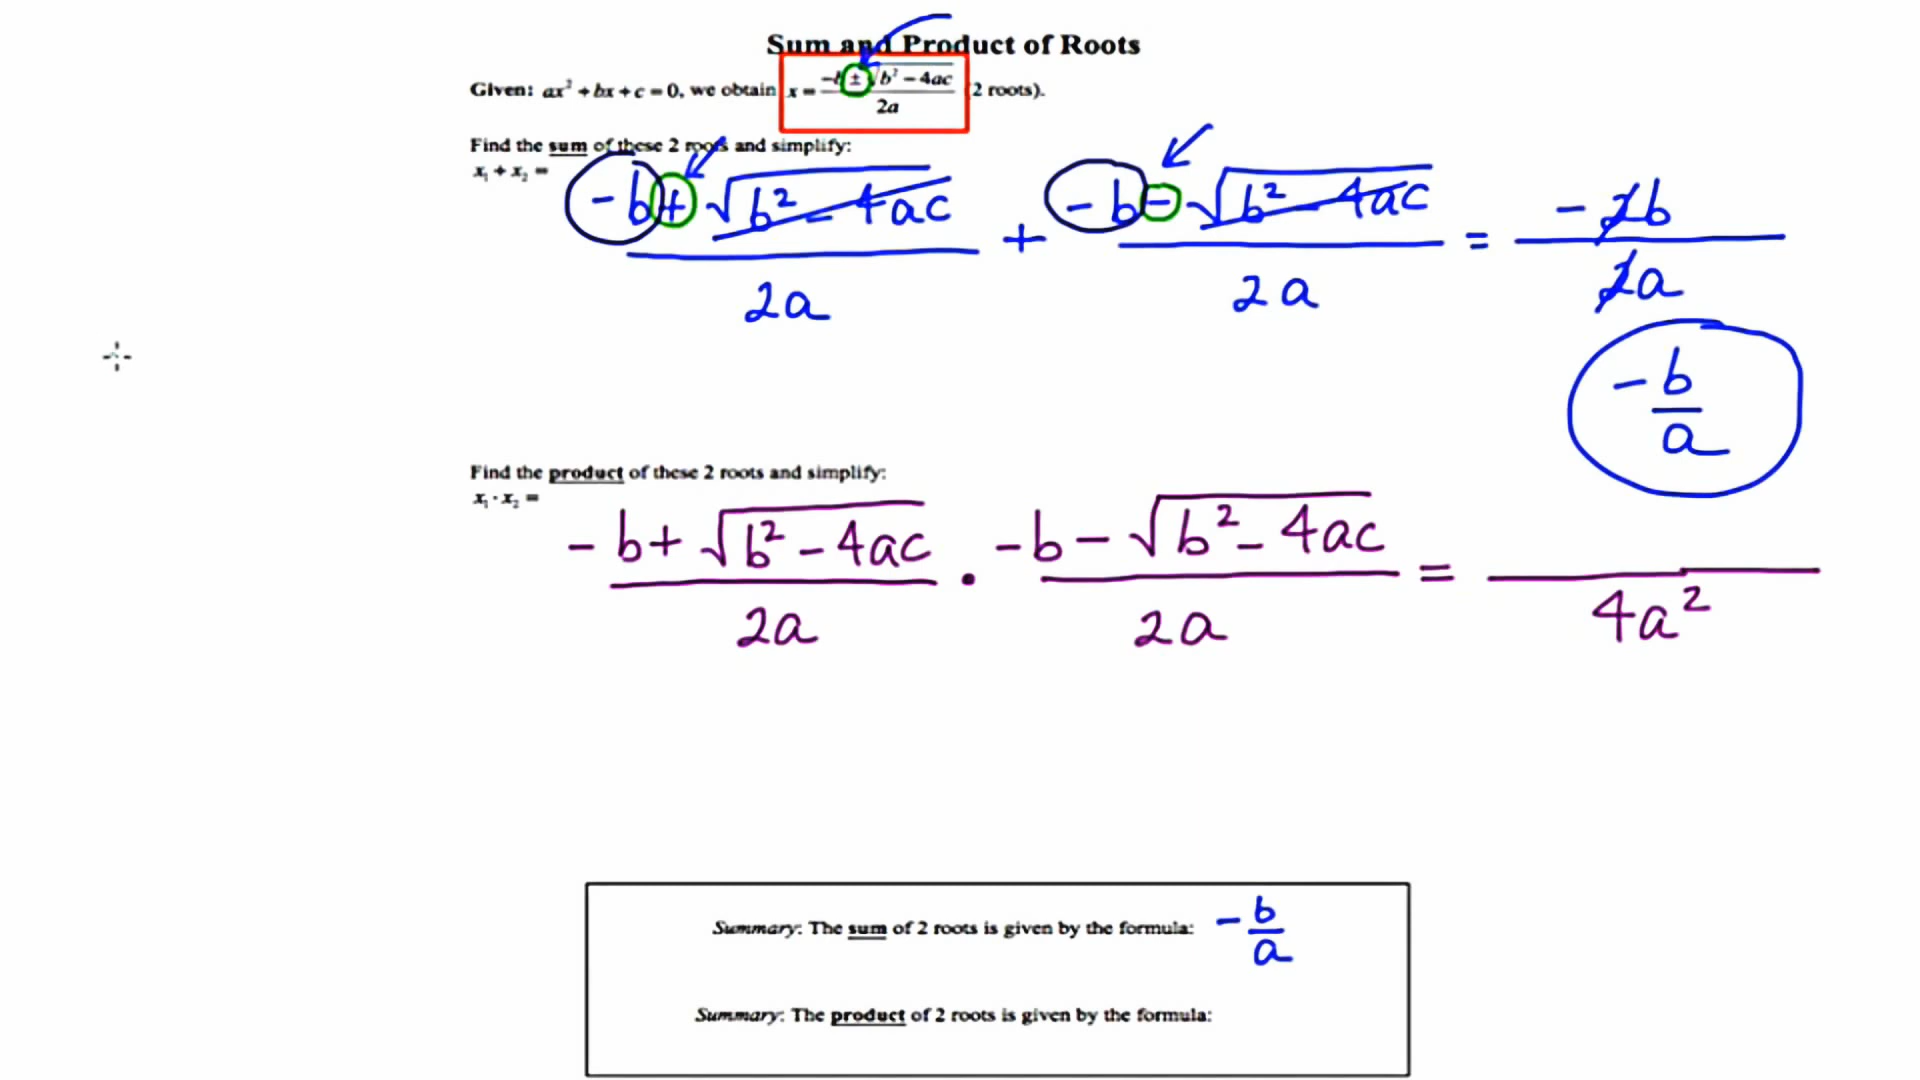 Sum and Product of Roots
Given: ax² + bx + c = 0, we obtain x = (-b ± √(b² - 4ac))/(2a) (2 roots).
Find the sum of these 2 roots and simplify:
x₁ + x₂ =
(-b + √(b² - 4ac))/(2a) + (-b - √(b² - 4ac))/(2a) = (-2b)/(2a)
-b/a
Find the product of these 2 roots and simplify:
x₁ · x₂ =
(-b + √(b² - 4ac))/(2a) · (-b - √(b² - 4ac))/(2a) = /(4a²)
Summary: The sum of 2 roots is given by the formula: -b/a
Summary: The product of 2 roots is given by the formula: